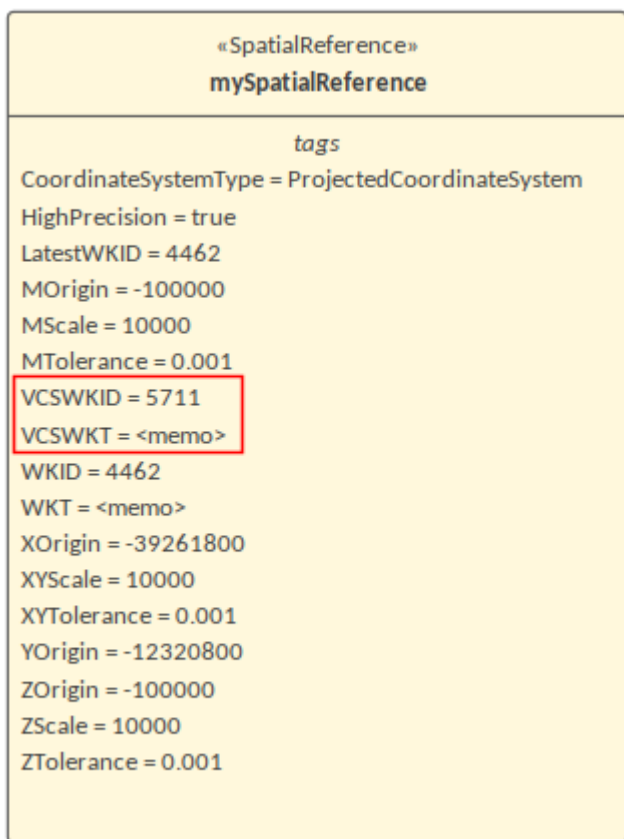 «SpatialReference»
mySpatialReference
tags
CoordinateSystemType = ProjectedCoordinateSystem
HighPrecision = true
LatestWKID = 4462
MOrigin = -100000
MScale = 10000
MTolerance = 0.001
VCSWKID = 5711
VCSWKT = <memo>
WKID = 4462
WKT = <memo>
XOrigin = -39261800
XYScale = 10000
XYTolerance = 0.001
YOrigin = -12320800
ZOrigin = -100000
ZScale = 10000
ZTolerance = 0.001